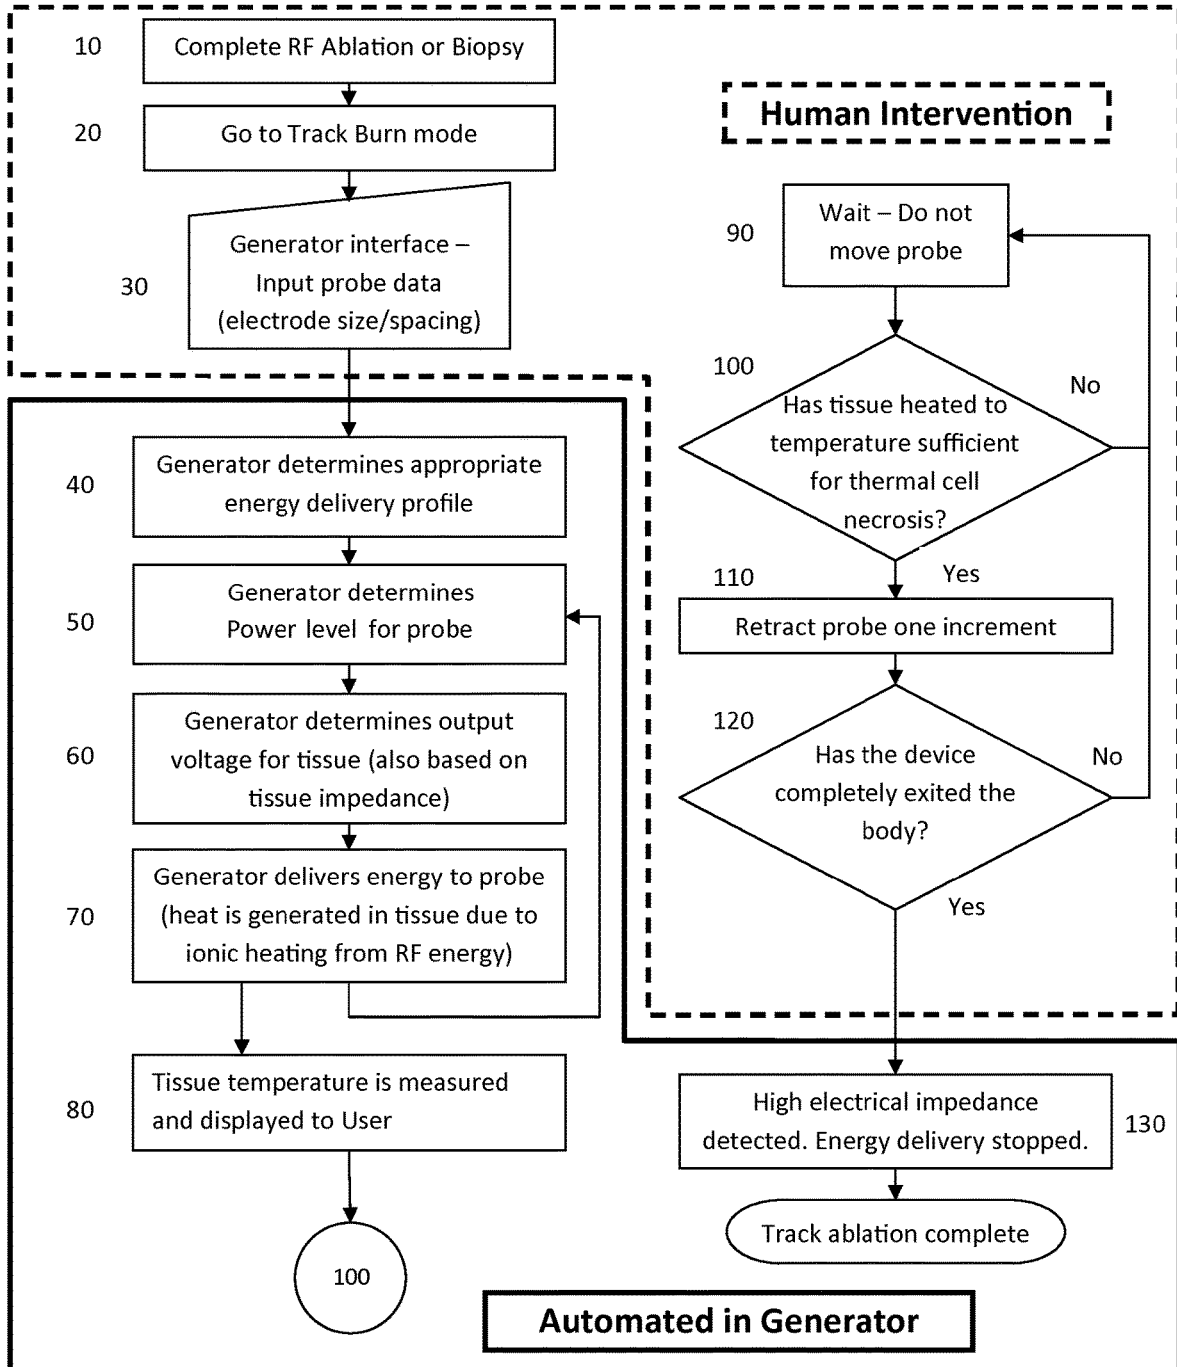 10
Complete RF Ablation or Biopsy
20
Go to Track Burn mode
30
Generator interface –
Input probe data
(electrode size/spacing)
40
Generator determines appropriate
energy delivery profile
50
Generator determines
Power level for probe
60
Generator determines output
voltage for tissue (also based on
tissue impedance)
70
Generator delivers energy to probe
(heat is generated in tissue due to
ionic heating from RF energy)
80
Tissue temperature is measured
and displayed to User
100
Human Intervention
90
Wait – Do not
move probe
100
Has tissue heated to
temperature sufficient
for thermal cell
necrosis?
No
Yes
110
Retract probe one increment
120
Has the device
completely exited the
body?
No
Yes
High electrical impedance
detected. Energy delivery stopped.
130
Track ablation complete
Automated in Generator